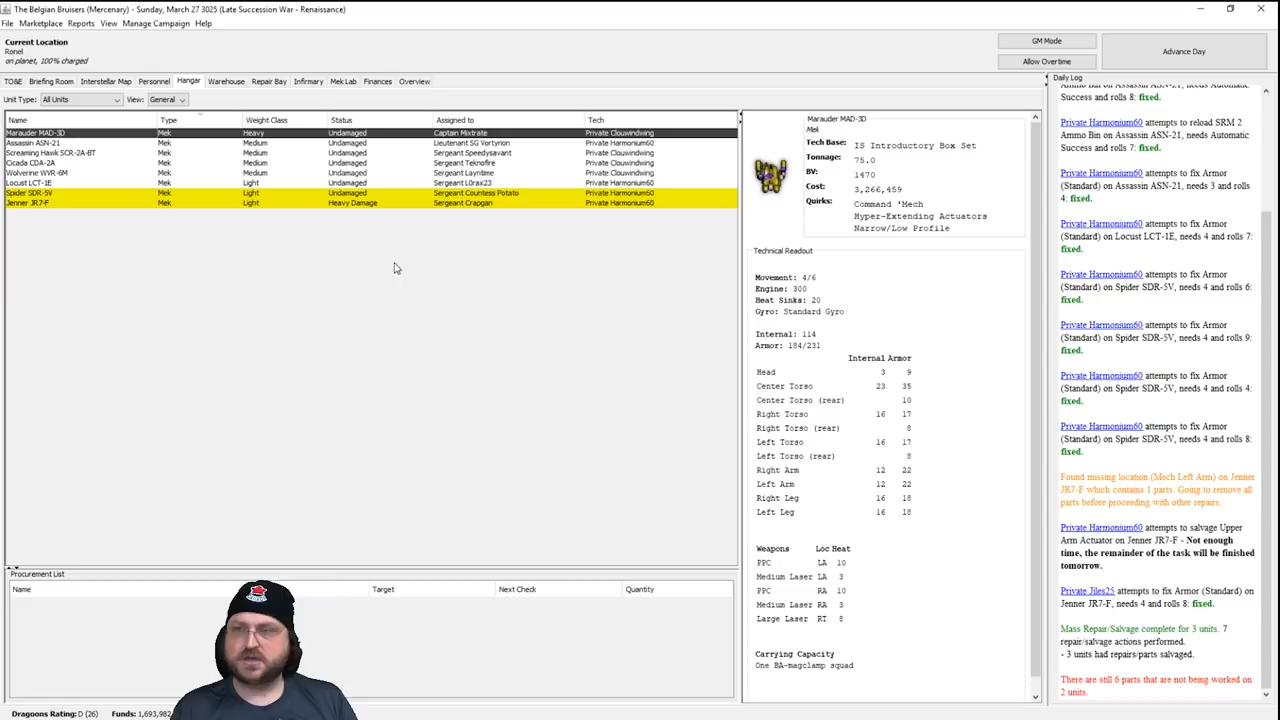 The Belgian Bruisers (Mercenary) - Sunday, March 27 3025 (Late Succession War - Renaissance)
File Marketplace Reports View Manage Campaign Help
Current Location
Ronel
on planet, 100% charged
GM Mode
Allow Overtime
Advance Day
TO&E Briefing Room Interstellar Map Personnel Hangar Warehouse Repair Bay Infirmary Mek Lab Finances Overview
Unit Type: All Units View: General
Name Type Weight Class Status Assigned to Tech
Marauder MAD-3D Mek Heavy Undamaged Captain Mixtrate Private Clouwindwing
Assassin ASN-21 Mek Medium Undamaged Lieutenant SG Vortyrion Private Harmonium60
Screaming Hawk SCR-2A-BT Mek Medium Undamaged Sergeant Speedysavant Private Clouwindwing
Cicada CDA-2A Mek Medium Undamaged Sergeant Teknofire Private Clouwindwing
Wolverine WVR-6M Mek Medium Undamaged Sergeant Layntime Private Clouwindwing
Locust LCT-1E Mek Light Undamaged Sergeant L0rax23 Private Harmonium60
Spider SDR-5V Mek Light Undamaged Sergeant Countess Potato Private Harmonium60
Jenner JR7-F Mek Light Heavy Damage Sergeant Crapgan Private Harmonium60
Procurement List
Name Target Next Check Quantity
Dragoons Rating: D (26) Funds: 1,693,982
Marauder MAD-3D
Mek
Tech Base: IS Introductory Box Set
Tonnage: 75.0
BV: 1470
Cost: 3,266,459
Quirks: Command 'Mech
Hyper-Extending Actuators
Narrow/Low Profile
Technical Readout
Movement: 4/6
Engine: 300
Heat Sinks: 20
Gyro: Standard Gyro
Internal: 114
Armor: 184/231
Internal Armor
Head 3 9
Center Torso 23 35
Center Torso (rear) 10
Right Torso 16 17
Right Torso (rear) 8
Left Torso 16 17
Left Torso (rear) 8
Right Arm 12 22
Left Arm 12 22
Right Leg 16 18
Left Leg 16 18
Weapons Loc Heat
PPC LA 10
Medium Laser LA 3
PPC RA 10
Medium Laser RA 3
Large Laser RT 8
Carrying Capacity
One BA-magclamp squad
Daily Log
Ammo Bin on Assassin ASN-21, needs Automatic
Success and rolls 8: fixed.
Private Harmonium60 attempts to reload SRM 2
Ammo Bin on Assassin ASN-21, needs Automatic
Success and rolls 7: fixed.
Private Harmonium60 attempts to fix Armor
(Standard) on Assassin ASN-21, needs 3 and rolls
4: fixed.
Private Harmonium60 attempts to fix Armor
(Standard) on Locust LCT-1E, needs 4 and rolls 7:
fixed.
Private Harmonium60 attempts to fix Armor
(Standard) on Spider SDR-5V, needs 4 and rolls 6:
fixed.
Private Harmonium60 attempts to fix Armor
(Standard) on Spider SDR-5V, needs 4 and rolls 9:
fixed.
Private Harmonium60 attempts to fix Armor
(Standard) on Spider SDR-5V, needs 4 and rolls 4:
fixed.
Private Harmonium60 attempts to fix Armor
(Standard) on Spider SDR-5V, needs 4 and rolls 8:
fixed.
Found missing location (Mech Left Arm) on Jenner
JR7-F which contains 1 parts. Going to remove all
parts before proceeding with other repairs.
Private Harmonium60 attempts to salvage Upper
Arm Actuator on Jenner JR7-F - Not enough
time, the remainder of the task will be finished
tomorrow.
Private Jiles25 attempts to fix Armor (Standard) on
Jenner JR7-F, needs 4 and rolls 8: fixed.
Mass Repair/Salvage complete for 3 units. 7
repair/salvage actions performed.
- 3 units had repairs/parts salvaged.
There are still 6 parts that are not being worked on
2 units.